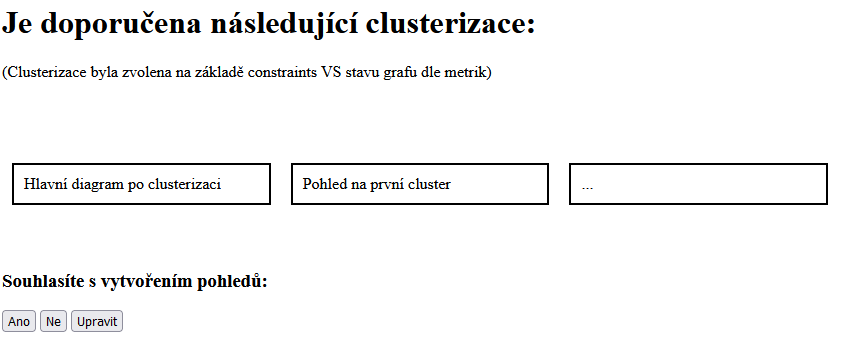 Je doporučena následující clusterizace:
(Clusterizace byla zvolena na základě constraints VS stavu grafu dle metrik)
Hlavní diagram po clusterizaci
Pohled na první cluster
...
Souhlasíte s vytvořením pohledů:
Ano Ne Upravit